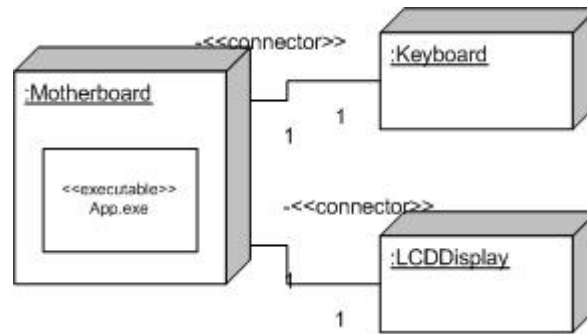 -<<connector>>
:Motherboard
:Keyboard
1
1
<<executable>>
App.exe
-<<connector>>
:LCDDisplay
1
1